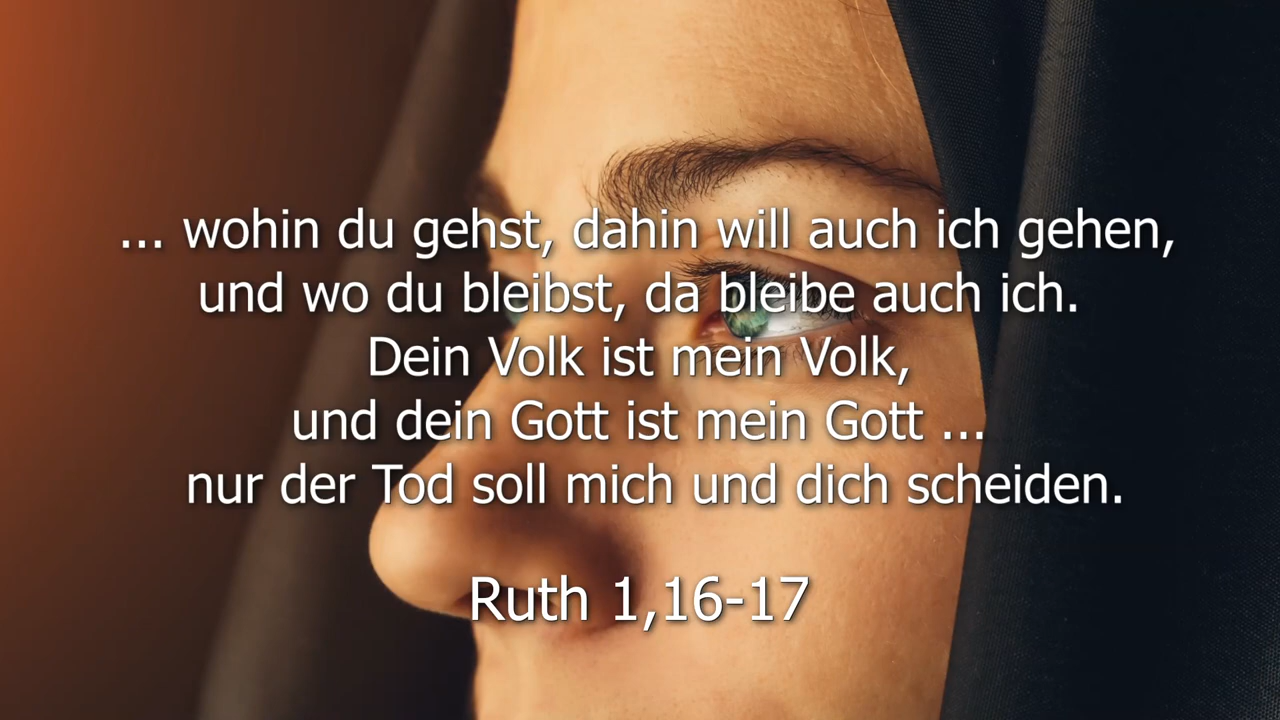 ... wohin du gehst, dahin will auch ich gehen,
und wo du bleibst, da bleibe auch ich.
Dein Volk ist mein Volk,
und dein Gott ist mein Gott ...
nur der Tod soll mich und dich scheiden.
Ruth 1,16-17